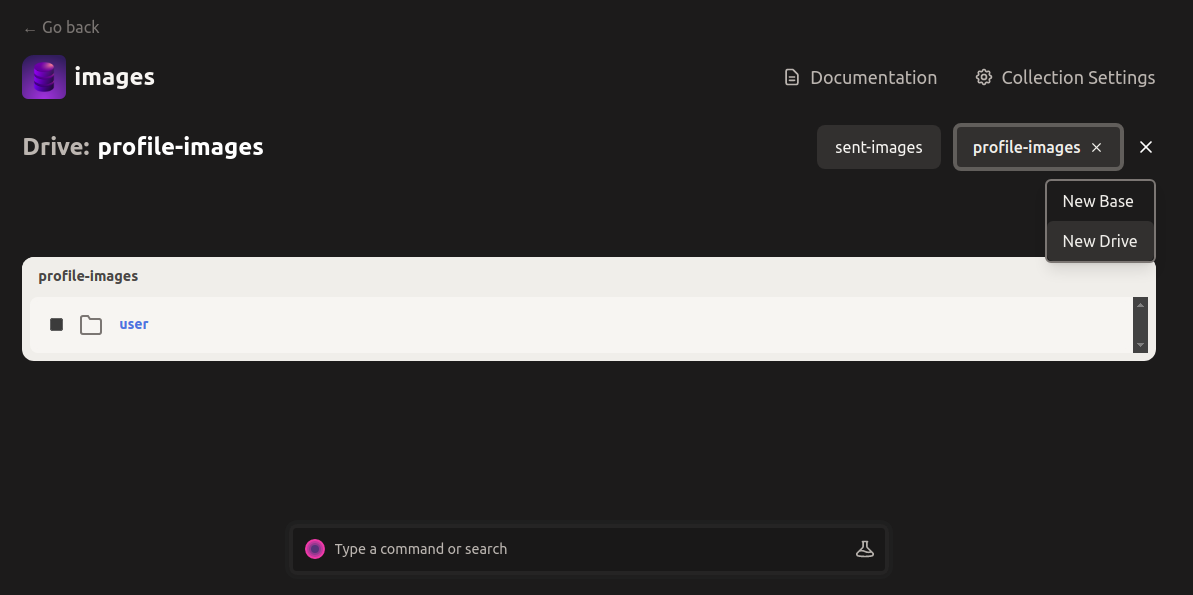 ← Go back
images
Documentation
Collection Settings
Drive: profile-images
sent-images
profile-images ×
New Base
New Drive
profile-images
user
Type a command or search